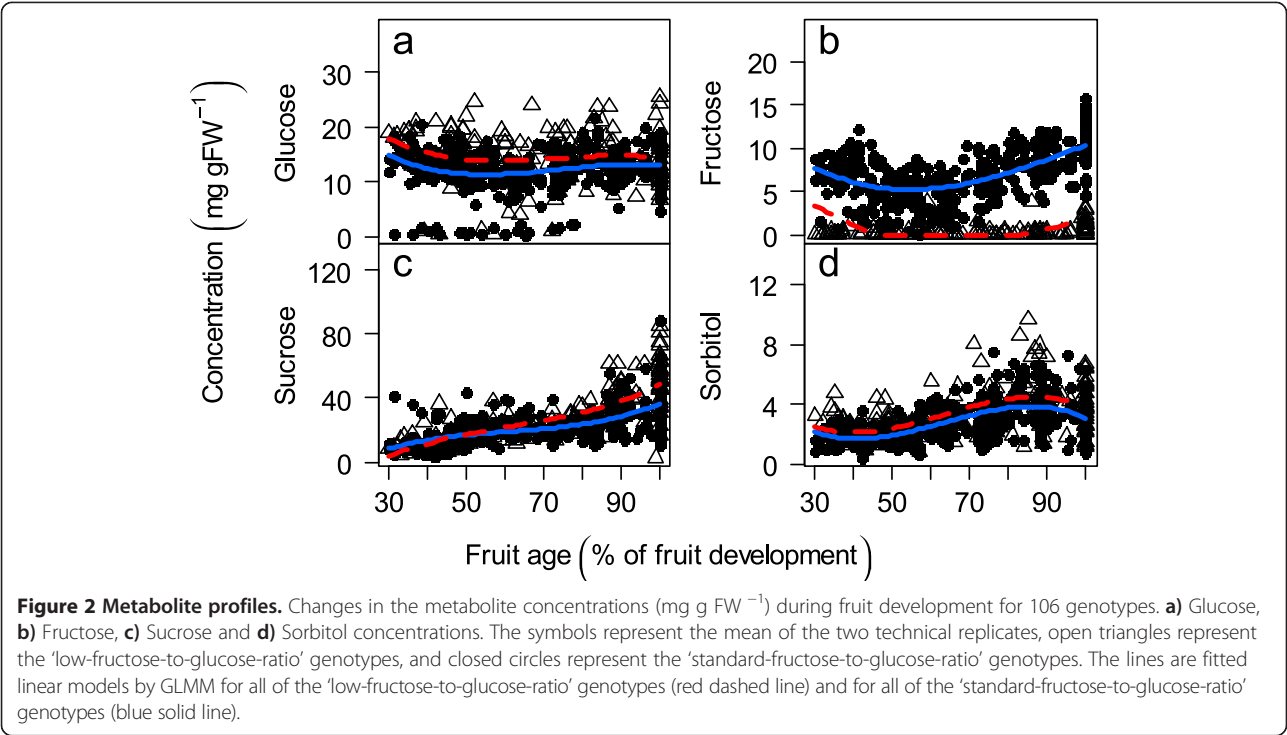 a
b
Glucose
30
20
10
0
Fructose
20
15
10
5
0
Concentration (mg gFW −1)
c
d
Sucrose
120
80
40
0
Sorbitol
12
8
4
0
30 50 70 90
30 50 70 90
Fruit age (% of fruit development)
Figure 2 Metabolite profiles. Changes in the metabolite concentrations (mg g FW −1) during fruit development for 106 genotypes. a) Glucose,
b) Fructose, c) Sucrose and d) Sorbitol concentrations. The symbols represent the mean of the two technical replicates, open triangles represent
the ‘low-fructose-to-glucose-ratio’ genotypes, and closed circles represent the ‘standard-fructose-to-glucose-ratio’ genotypes. The lines are fitted
linear models by GLMM for all of the ‘low-fructose-to-glucose-ratio’ genotypes (red dashed line) and for all of the ‘standard-fructose-to-glucose-ratio’
genotypes (blue solid line).